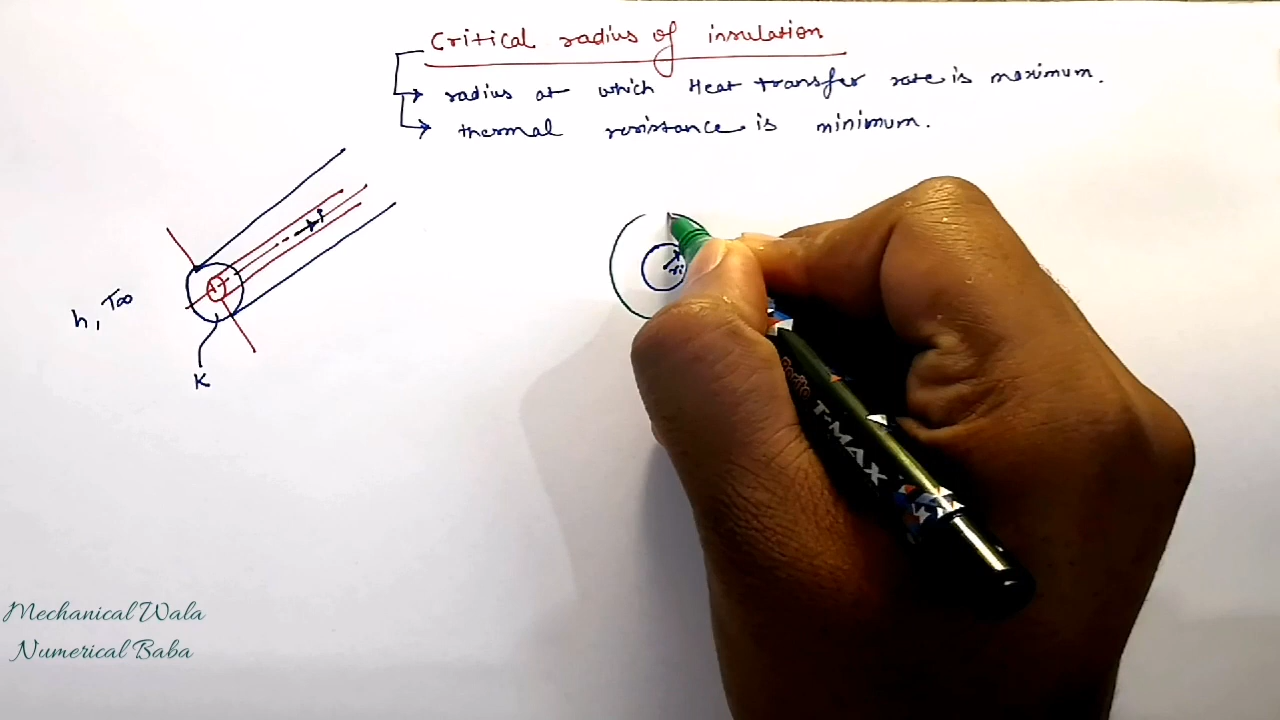 Critical radius of insulation
radius at which Heat transfer rate is maximum.
thermal resistance is minimum.
i
ri
h, T∞
K
T-MAX
Mechanical Wala
Numerical Baba